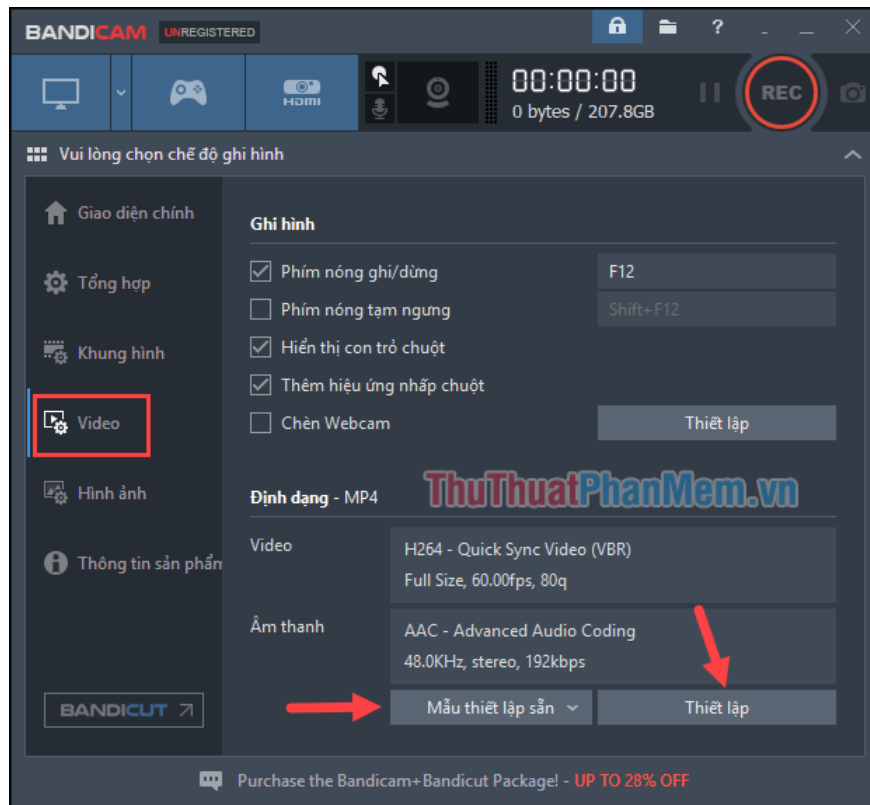 BANDICAM UNREGISTERED ?
HDMI
00:00:00
0 bytes / 207.8GB
REC
Vui lòng chọn chế độ ghi hình
Giao diện chính
Tổng hợp
Khung hình
Video
Hình ảnh
Thông tin sản phẩm
BANDICUT
Ghi hình
Phím nóng ghi/dừng F12
Phím nóng tạm ngưng Shift+F12
Hiển thị con trỏ chuột
Thêm hiệu ứng nhấp chuột
Chèn Webcam Thiết lập
ThuThuatPhanMem.vn
Định dạng - MP4
Video H264 - Quick Sync Video (VBR)
Full Size, 60.00fps, 80q
Âm thanh AAC - Advanced Audio Coding
48.0KHz, stereo, 192kbps
Mẫu thiết lập sẵn Thiết lập
Purchase the Bandicam+Bandicut Package! - UP TO 28% OFF